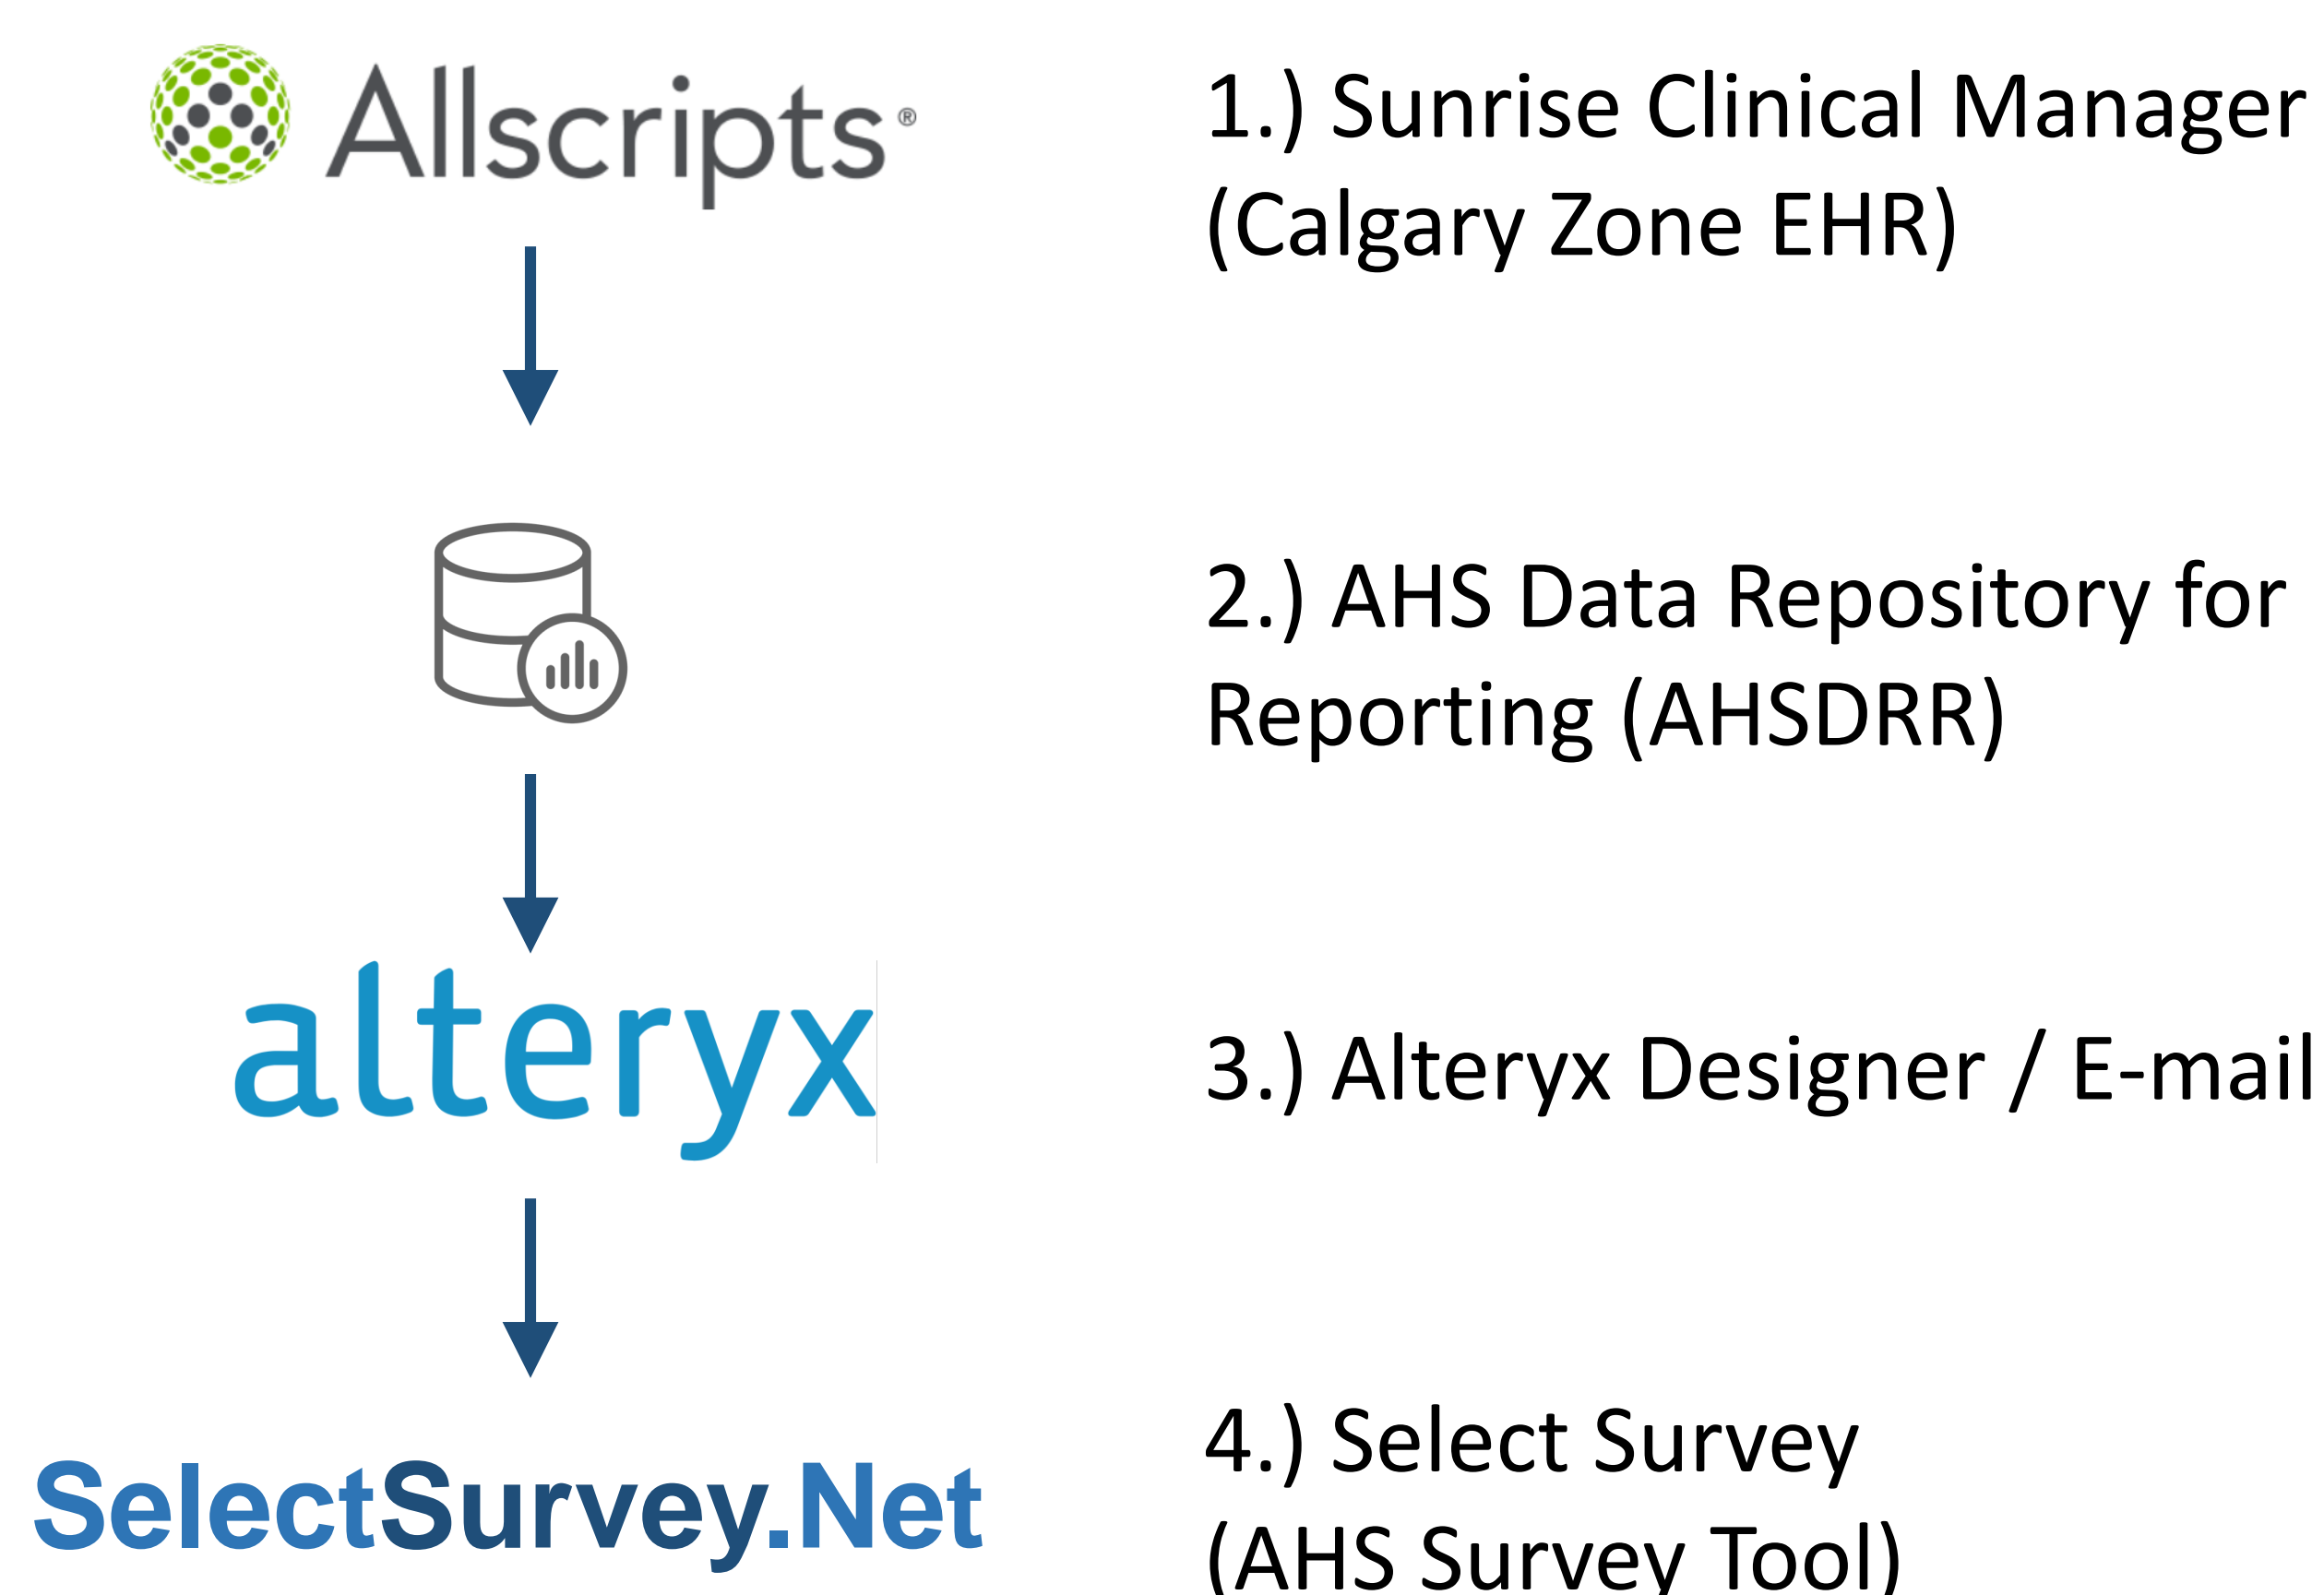 Allscripts®
1.) Sunrise Clinical Manager
(Calgary Zone EHR)
2.) AHS Data Repository for
Reporting (AHSDRR)
alteryx
3.) Alteryx Designer / E-mail
4.) Select Survey
SelectSurvey.Net
(AHS Survey Tool)